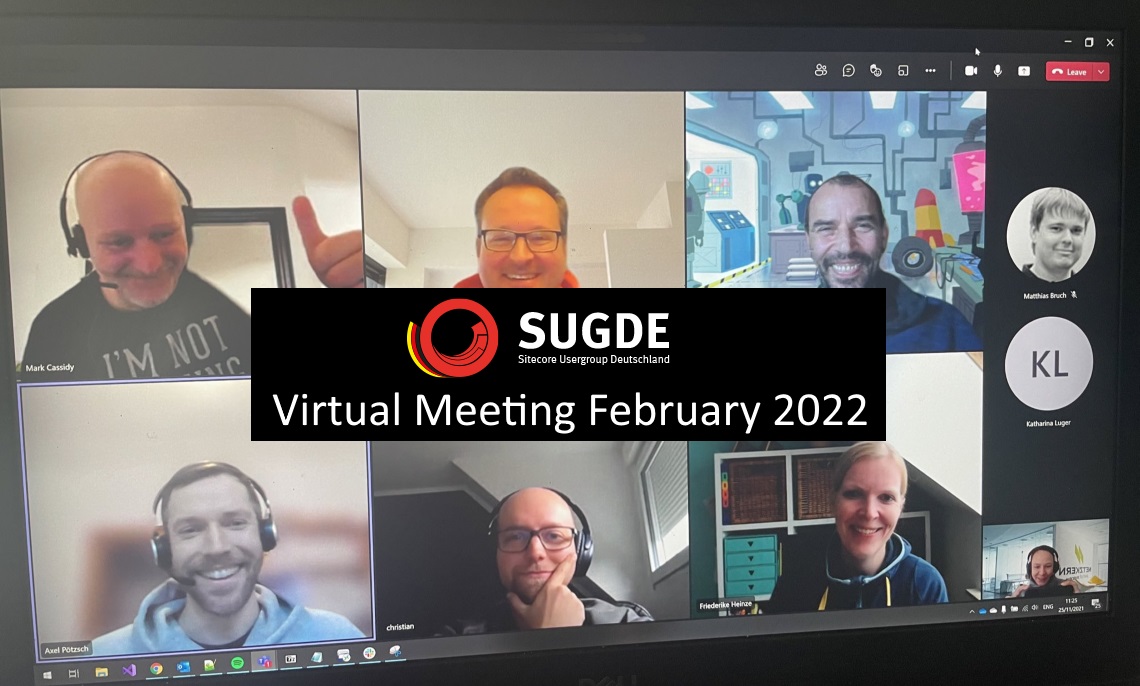 Leave
Matthias Bruch
I'M NOT
Mark Cassidy
SUGDE
Sitecore Usergroup Deutschland
KL
Virtual Meeting February 2022
Katharina Luger
Friederike Heinze
christian
Axel Pötzsch
NETZKERN
ENG
11:25
25/11/2021
DELL